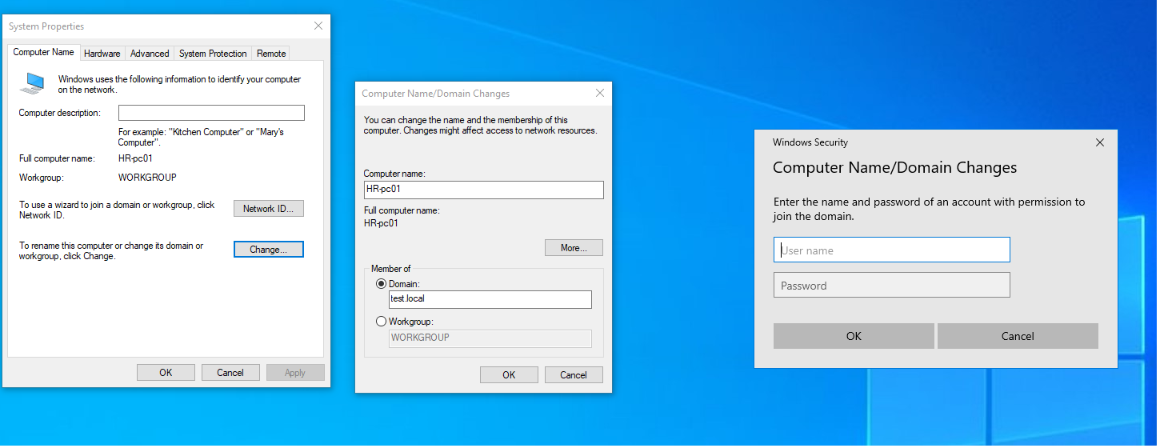 System Properties
Computer Name
Hardware
Advanced
System Protection
Remote
Windows uses the following information to identify your computer
on the network.
Computer description:
For example: "Kitchen Computer" or "Mary's
Computer".
Full computer name:
HR-pc01
Workgroup:
WORKGROUP
To use a wizard to join a domain or workgroup, click
Network ID.
Network ID...
To rename this computer or change its domain or
workgroup, click Change.
Change...
OK
Cancel
Apply
Computer Name/Domain Changes
You can change the name and the membership of this
computer. Changes might affect access to network resources.
Computer name:
HR-pc01
Full computer name:
HR-pc01
More...
Member of
Domain:
test.local
Workgroup:
WORKGROUP
OK
Cancel
Windows Security
Computer Name/Domain Changes
Enter the name and password of an account with permission to
join the domain.
User name
Password
OK
Cancel